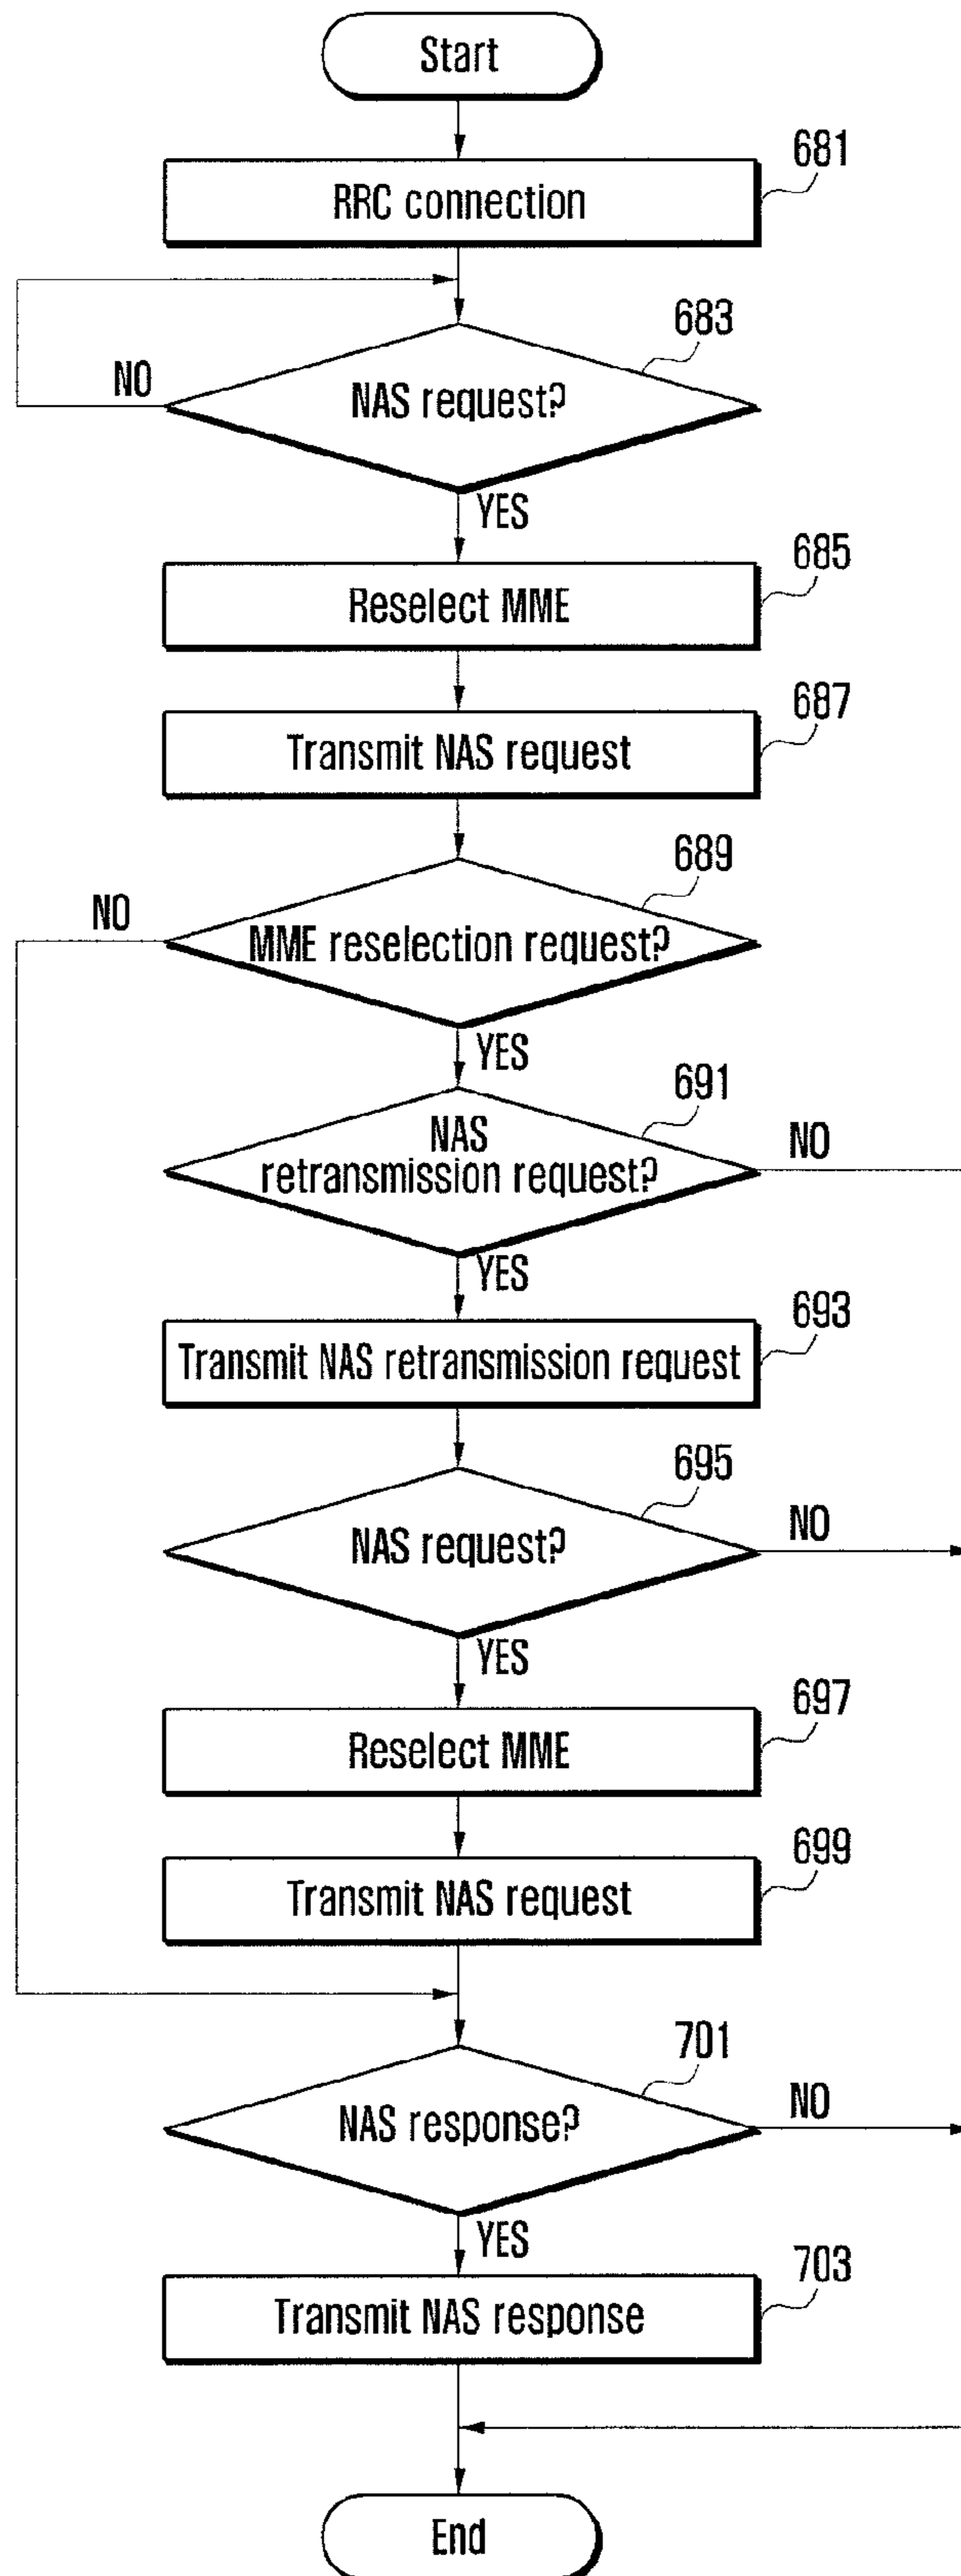 Start
681
RRC connection
683
NAS request?
NO
YES
685
Reselect MME
687
Transmit NAS request
689
NO
MME reselection request?
YES
691
NAS
retransmission request?
NO
YES
693
Transmit NAS retransmission request
695
NAS request?
NO
YES
697
Reselect MME
699
Transmit NAS request
701
NAS response?
NO
YES
703
Transmit NAS response
End